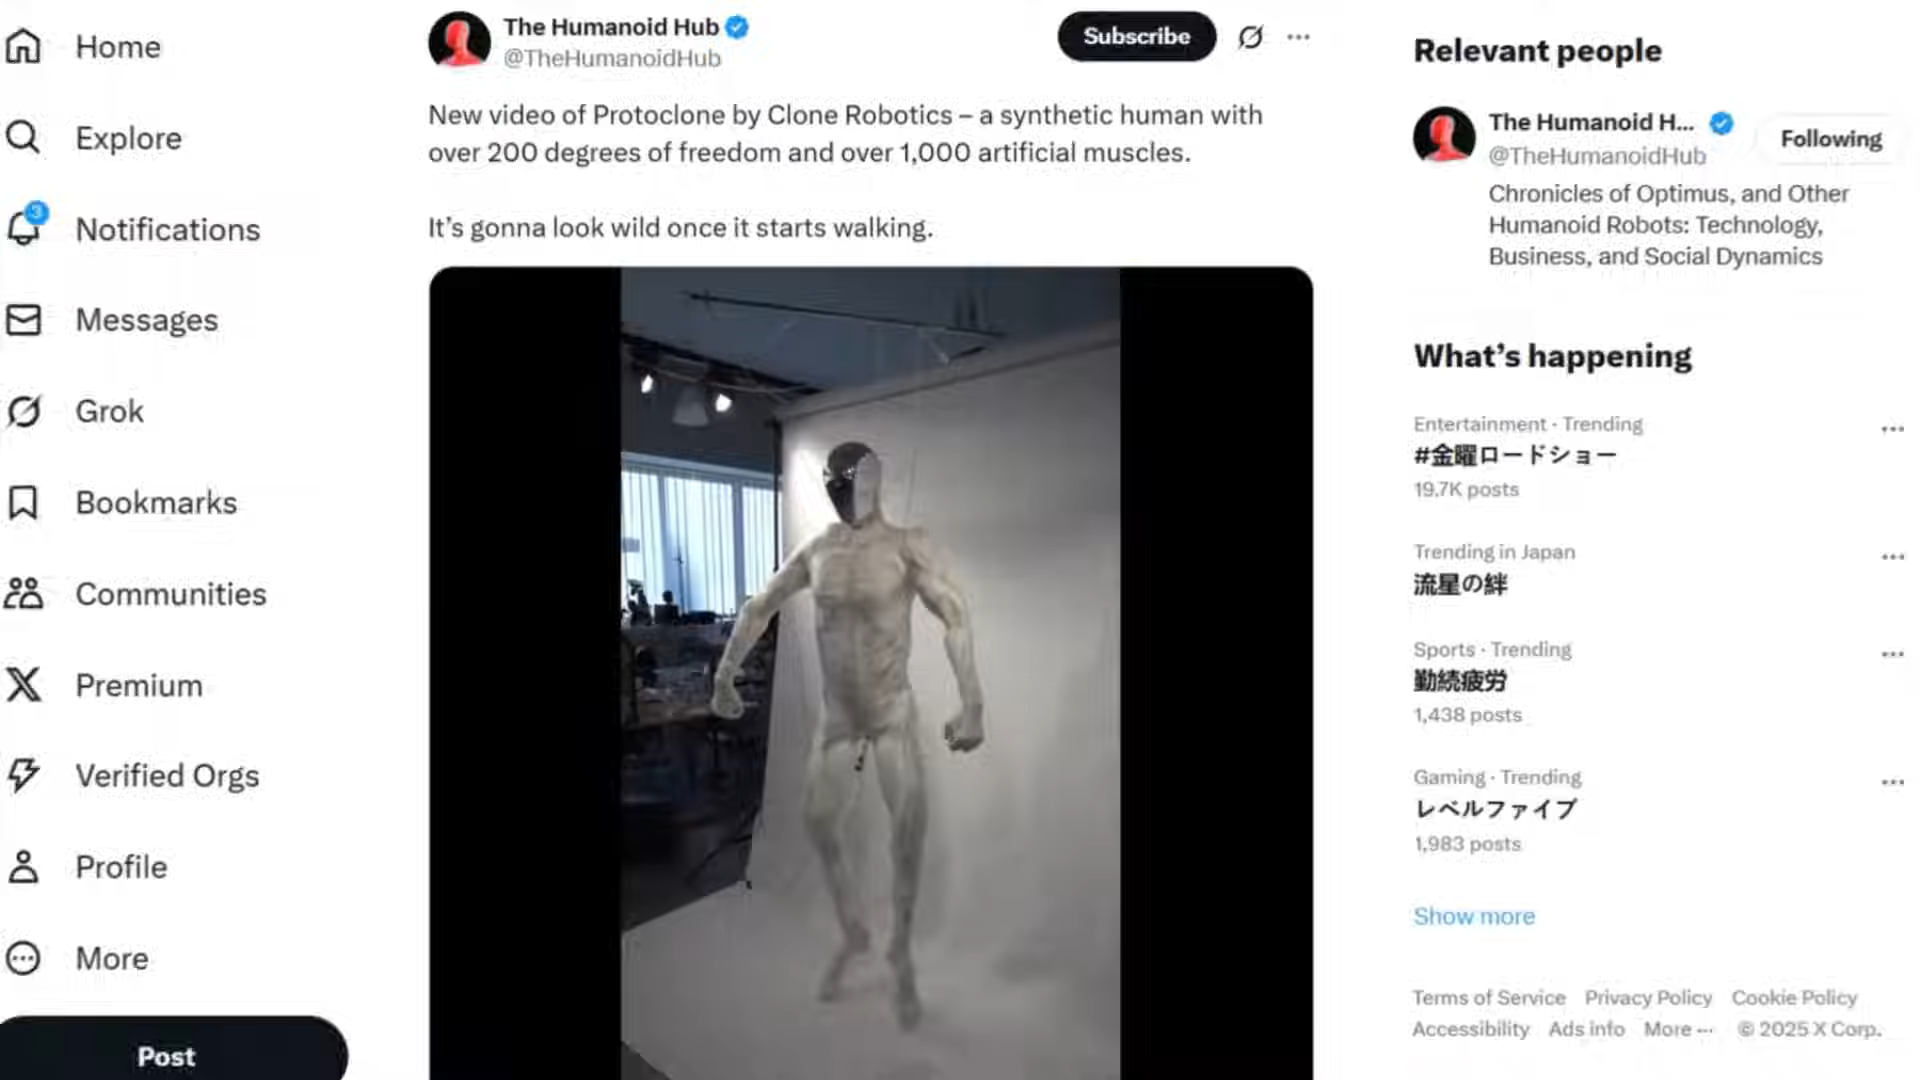 Home
Explore
3
Notifications
Messages
Grok
Bookmarks
Communities
Premium
Verified Orgs
Profile
More
Post
The Humanoid Hub
@TheHumanoidHub
Subscribe
New video of Protoclone by Clone Robotics – a synthetic human with
over 200 degrees of freedom and over 1,000 artificial muscles.
It’s gonna look wild once it starts walking.
Relevant people
The Humanoid H...
@TheHumanoidHub
Following
Chronicles of Optimus, and Other
Humanoid Robots: Technology,
Business, and Social Dynamics
What’s happening
Entertainment · Trending
#金曜ロードショー
19.7K posts
Trending in Japan
流星の絆
Sports · Trending
勤続疲労
1,438 posts
Gaming · Trending
レベルファイブ
1,983 posts
Show more
Terms of Service Privacy Policy Cookie Policy
Accessibility Ads info More ··· © 2025 X Corp.